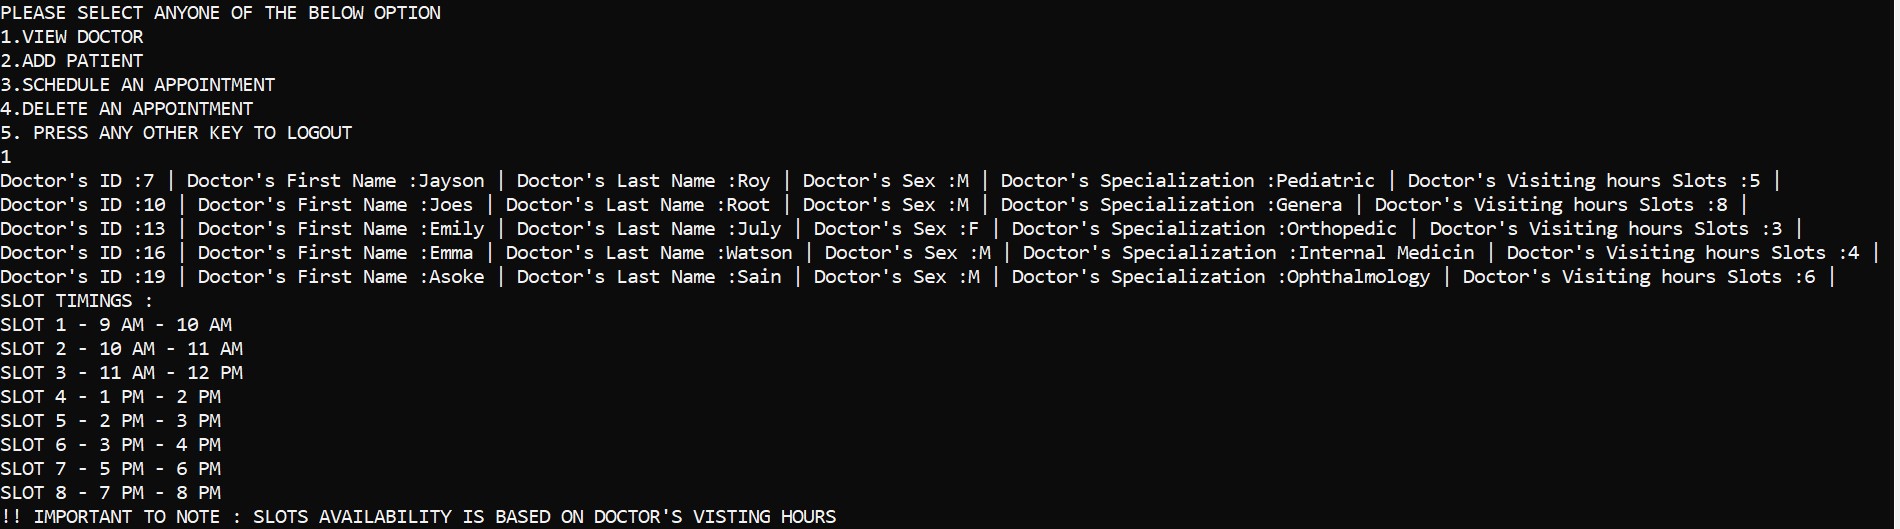 PLEASE SELECT ANYONE OF THE BELOW OPTION
1.VIEW DOCTOR
2.ADD PATIENT
3.SCHEDULE AN APPOINTMENT
4.DELETE AN APPOINTMENT
5. PRESS ANY OTHER KEY TO LOGOUT
1
Doctor's ID :7 | Doctor's First Name :Jayson | Doctor's Last Name :Roy | Doctor's Sex :M | Doctor's Specialization :Pediatric | Doctor's Visiting hours Slots :5 |
Doctor's ID :10 | Doctor's First Name :Joes | Doctor's Last Name :Root | Doctor's Sex :M | Doctor's Specialization :Genera | Doctor's Visiting hours Slots :8 |
Doctor's ID :13 | Doctor's First Name :Emily | Doctor's Last Name :July | Doctor's Sex :F | Doctor's Specialization :Orthopedic | Doctor's Visiting hours Slots :3 |
Doctor's ID :16 | Doctor's First Name :Emma | Doctor's Last Name :Watson | Doctor's Sex :M | Doctor's Specialization :Internal Medicin | Doctor's Visiting hours Slots :4 |
Doctor's ID :19 | Doctor's First Name :Asoke | Doctor's Last Name :Sain | Doctor's Sex :M | Doctor's Specialization :Ophthalmology | Doctor's Visiting hours Slots :6 |
SLOT TIMINGS :
SLOT 1 - 9 AM - 10 AM
SLOT 2 - 10 AM - 11 AM
SLOT 3 - 11 AM - 12 PM
SLOT 4 - 1 PM - 2 PM
SLOT 5 - 2 PM - 3 PM
SLOT 6 - 3 PM - 4 PM
SLOT 7 - 5 PM - 6 PM
SLOT 8 - 7 PM - 8 PM
!! IMPORTANT TO NOTE : SLOTS AVAILABILITY IS BASED ON DOCTOR'S VISTING HOURS